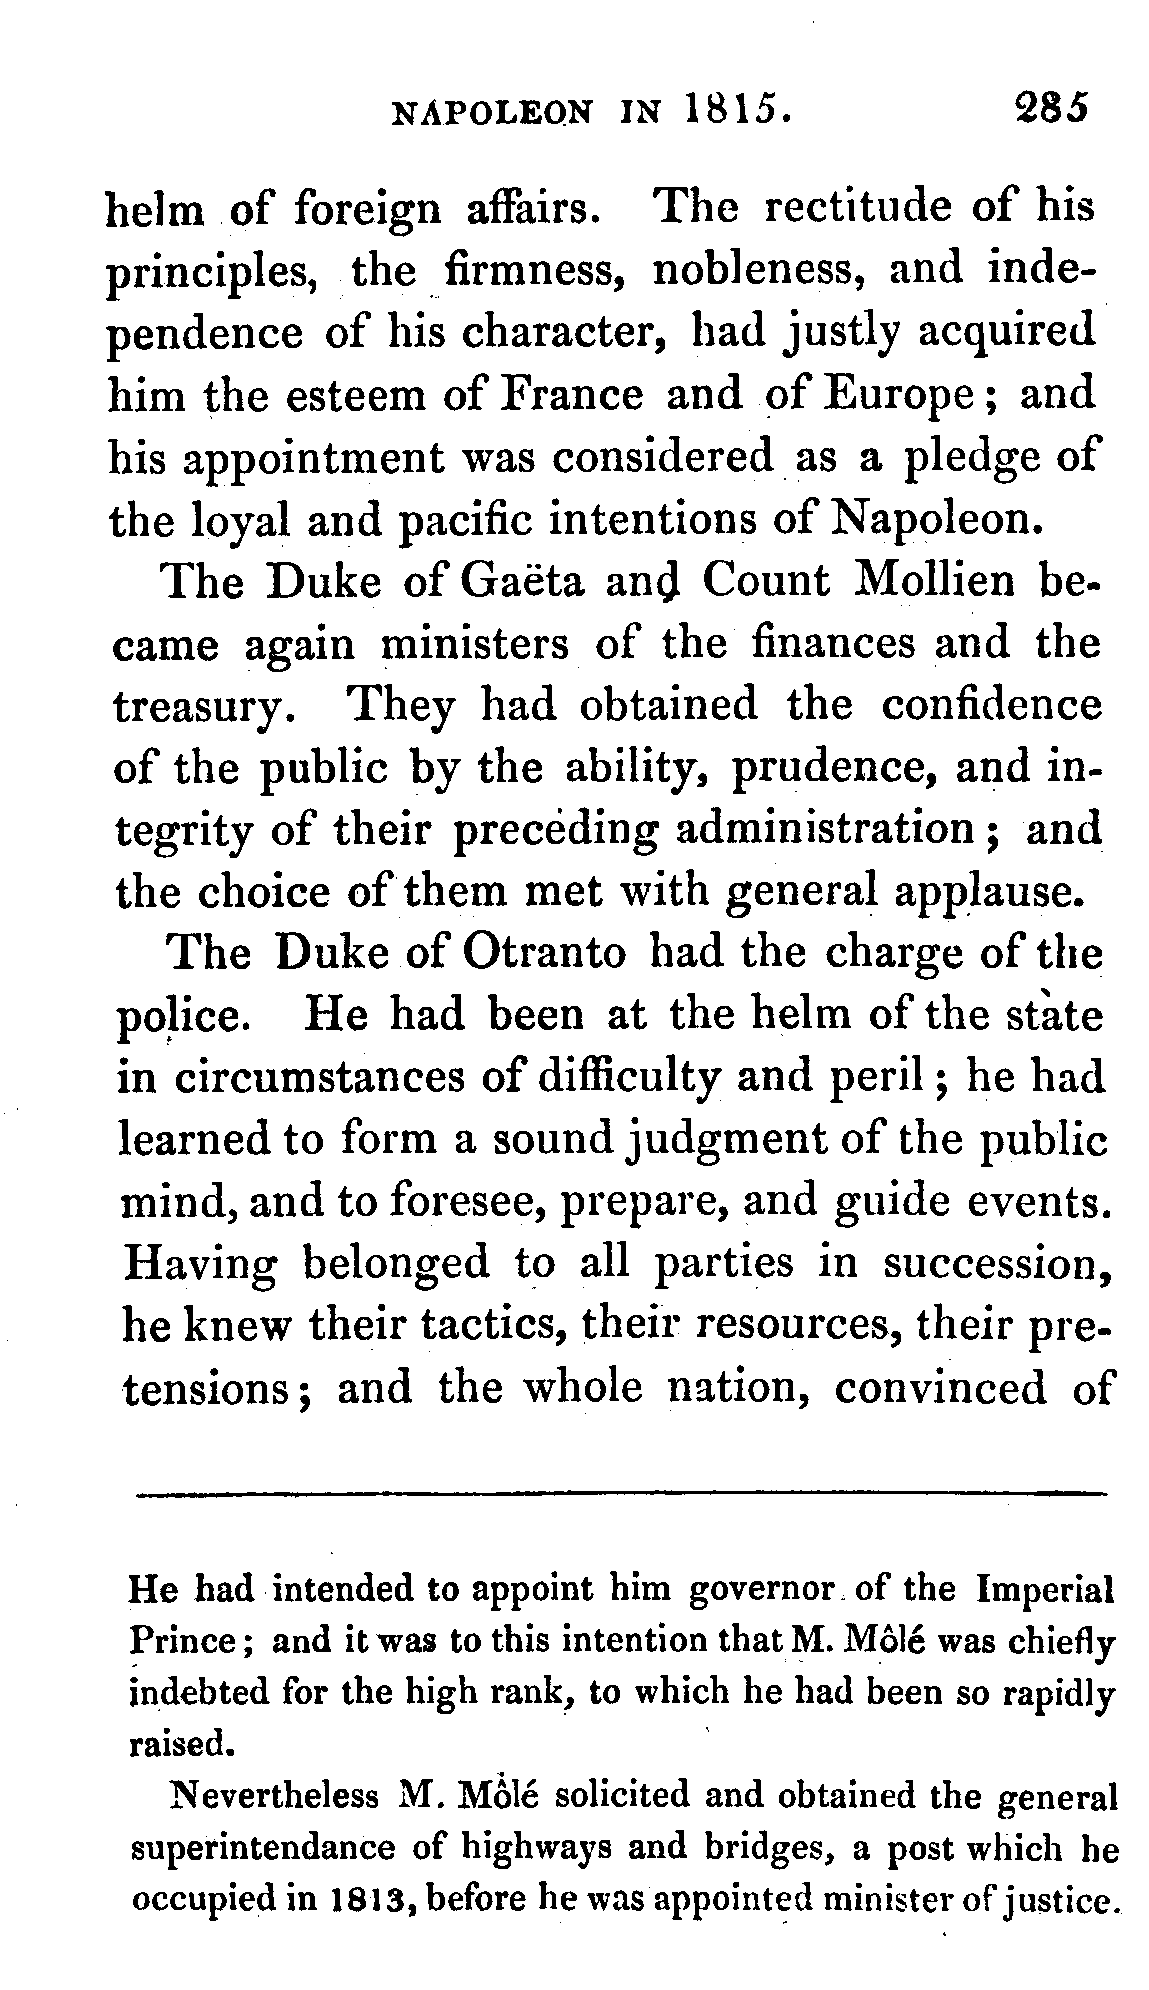 NAPOLEON IN 1815. 285
helm of foreign affairs. The rectitude of his
principles, the firmness, nobleness, and inde-
pendence of his character, had justly acquired
him the esteem of France and of Europe; and
his appointment was considered as a pledge of
the loyal and pacific intentions of Napoleon.
The Duke of Gaëta and Count Mollien be-
came again ministers of the finances and the
treasury. They had obtained the confidence
of the public by the ability, prudence, and in-
tegrity of their preceding administration; and
the choice of them met with general applause.
The Duke of Otranto had the charge of the
police. He had been at the helm of the state
in circumstances of difficulty and peril; he had
learned to form a sound judgment of the public
mind, and to foresee, prepare, and guide events.
Having belonged to all parties in succession,
he knew their tactics, their resources, their pre-
tensions; and the whole nation, convinced of
He had intended to appoint him governor of the Imperial
Prince; and it was to this intention that M. Môlé was chiefly
indebted for the high rank, to which he had been so rapidly
raised.
Nevertheless M. Môlé solicited and obtained the general
superintendance of highways and bridges, a post which he
occupied in 1813, before he was appointed minister of justice.